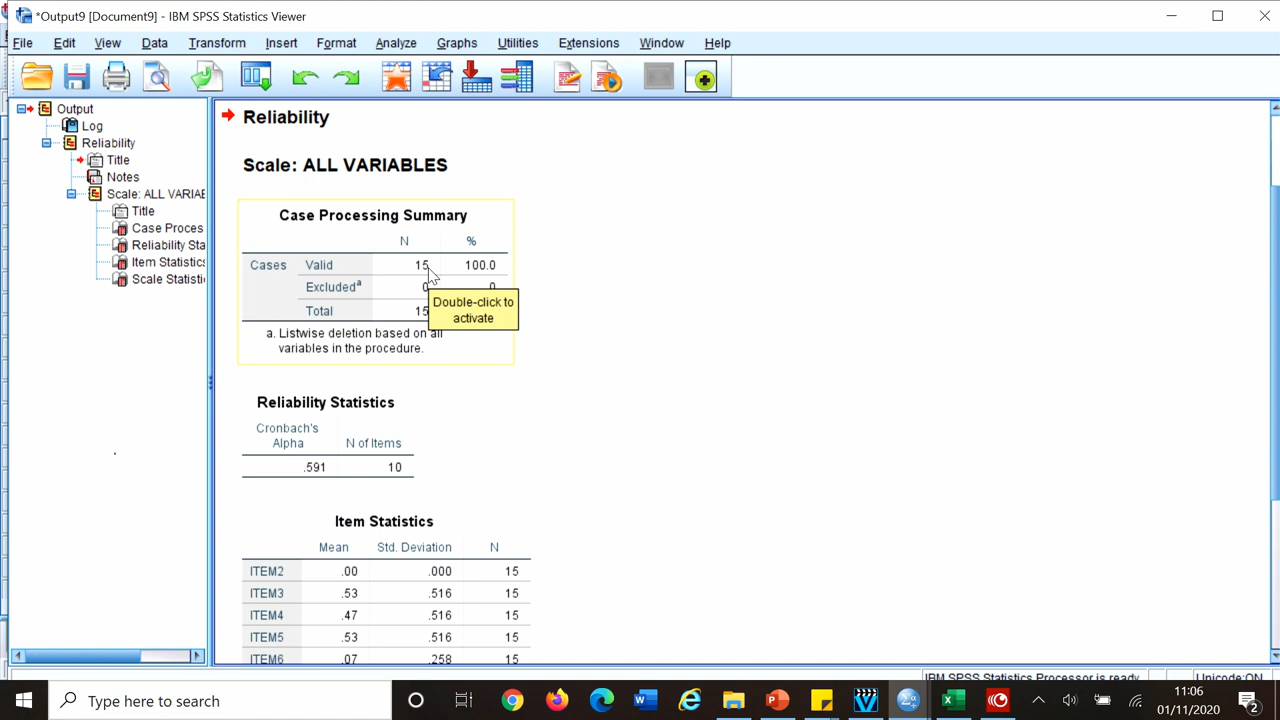 *Output9 [Document9] - IBM SPSS Statistics Viewer
File Edit View Data Transform Insert Format Analyze Graphs Utilities Extensions Window Help
Output
Log
Reliability
Title
Notes
Scale: ALL VARIAB
Title
Case Proces
Reliability Sta
Item Statistics
Scale Statisti
Reliability
Scale: ALL VARIABLES
Case Processing Summary
N %
Cases Valid 15 100.0
Excludedᵃ 0 .0
Total 15
Double-click to
activate
a. Listwise deletion based on all
variables in the procedure.
Reliability Statistics
Cronbach's
Alpha N of Items
.591 10
Item Statistics
Mean Std. Deviation N
ITEM2 .00 .000 15
ITEM3 .53 .516 15
ITEM4 .47 .516 15
ITEM5 .53 .516 15
ITEM6 .07 .258 15
IBM SPSS Statistics Processor is ready Unicode:ON
Type here to search
11:06
01/11/2020
2